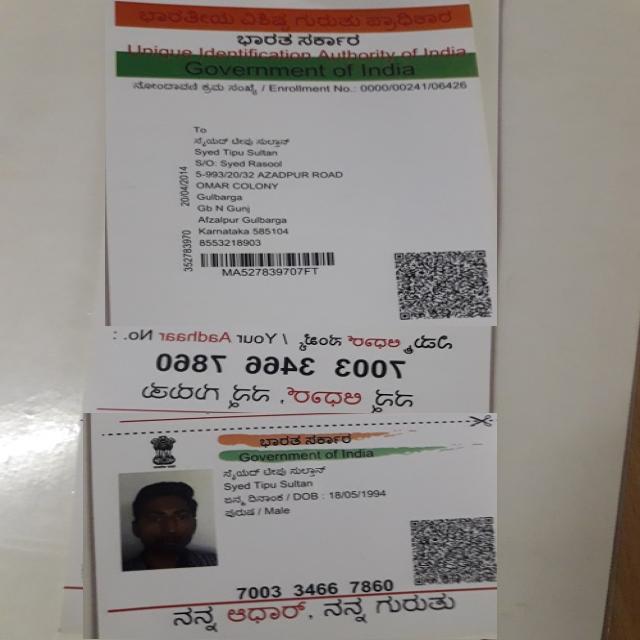 ಭಾರತೀಯ ವಿಶಿಷ್ಟ ಗುರುತು ಪ್ರಾಧಿಕಾರ
ಭಾರತ ಸರ್ಕಾರ
Unique Identification Authority of India
Government of India
ನೋಂದಾವಣಿ ಕ್ರಮ ಸಂಖ್ಯೆ / Enrollment No.: 0000/00241/06426
To
ಸೈಯದ್ ಟೀಪು ಸುಲ್ತಾನ್
Syed Tipu Sultan
S/O: Syed Rasool
5-993/20/32 AZADPUR ROAD
OMAR COLONY
Gulbarga
Gb N Gunj
Afzalpur Gulbarga
Karnataka 585104
8553218903
352783970 20/04/2014
MA527839707FT
ನಿಮ್ಮ ಆಧಾರ್ ಸಂಖ್ಯೆ / Your Aadhaar No. :
7003 3466 7860
ನನ್ನ ಆಧಾರ್, ನನ್ನ ಗುರುತು
ಭಾರತ ಸರ್ಕಾರ
Government of India
ಸೈಯದ್ ಟೀಪು ಸುಲ್ತಾನ್
Syed Tipu Sultan
ಜನ್ಮ ದಿನಾಂಕ / DOB : 18/05/1994
ಪುರುಷ / Male
7003 3466 7860
ನನ್ನ ಆಧಾರ್, ನನ್ನ ಗುರುತು